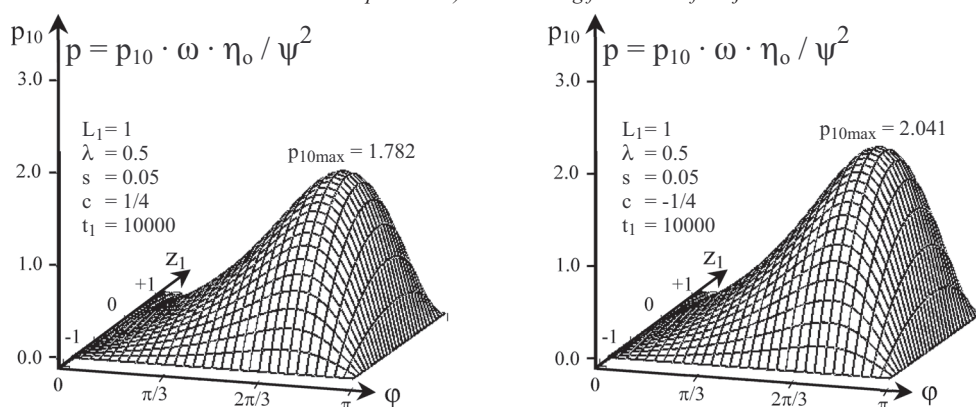 p₁₀
p = p₁₀ · ω · ηₒ / ψ²
3.0
L₁ = 1
λ = 0.5
s = 0.05
c = 1/4
t₁ = 10000
p₁₀max = 1.782
2.0
1.0
z₁
+1
0
-1
0.0
0
π/3
2π/3
π
φ
p₁₀
p = p₁₀ · ω · ηₒ / ψ²
3.0
L₁ = 1
λ = 0.5
s = 0.05
c = -1/4
t₁ = 10000
p₁₀max = 2.041
2.0
1.0
z₁
+1
0
-1
0.0
0
π/3
2π/3
π
φ